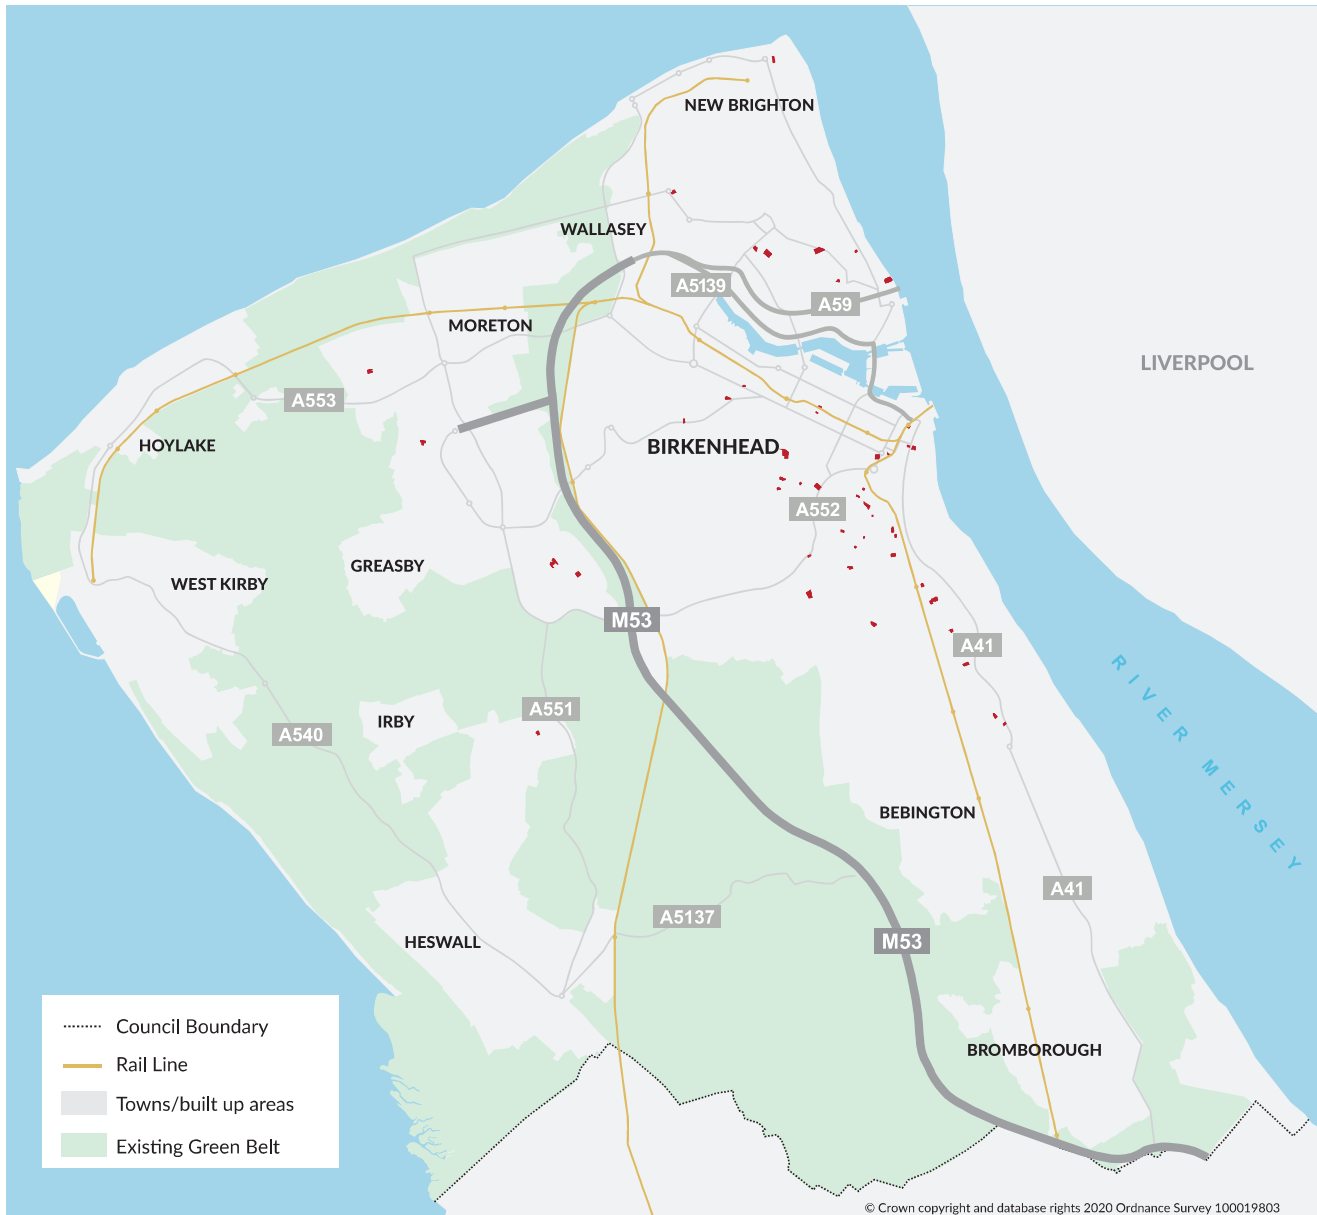 NEW BRIGHTON
WALLASEY
A5139
A59
MORETON
LIVERPOOL
A553
HOYLAKE
BIRKENHEAD
A552
GREASBY
WEST KIRBY
M53
A41
A551
IRBY
A540
RIVER MERSEY
BEBINGTON
A41
A5137
HESWALL
M53
BROMBOROUGH
Council Boundary
Rail Line
Towns/built up areas
Existing Green Belt
© Crown copyright and database rights 2020 Ordnance Survey 100019803